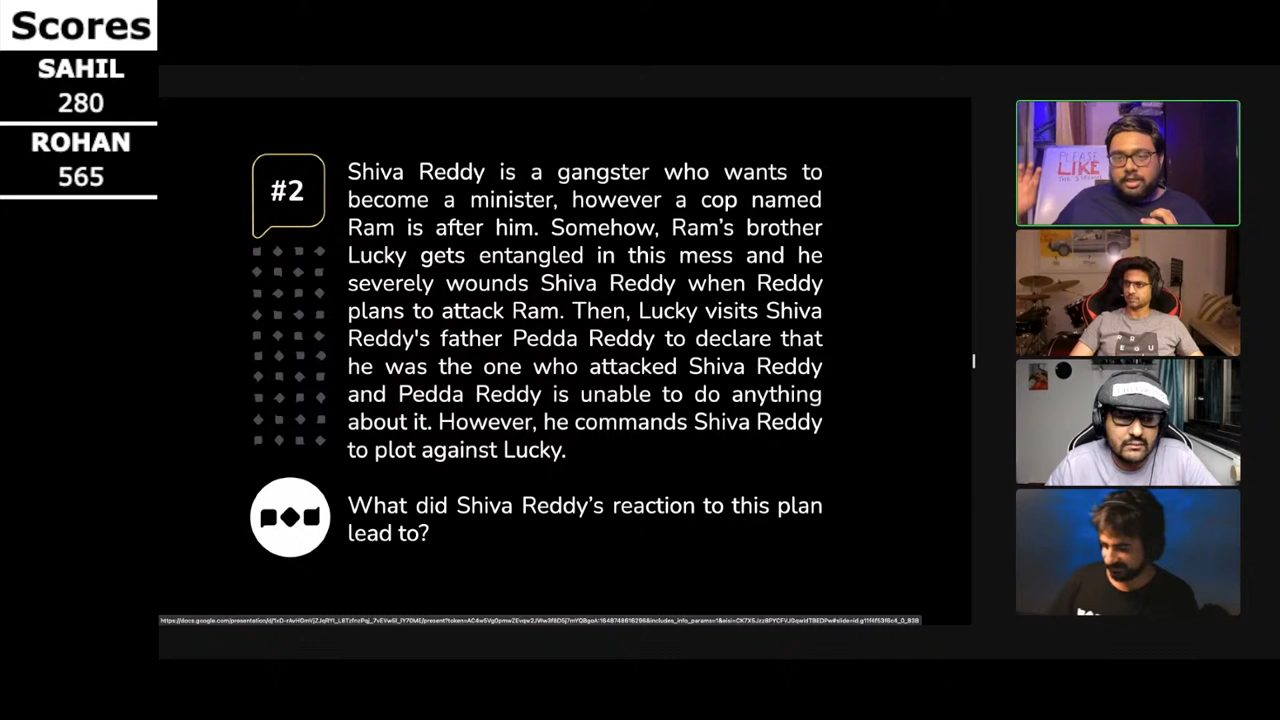 Scores
SAHIL
280
ROHAN
565
#2
Shiva Reddy is a gangster who wants to
become a minister, however a cop named
Ram is after him. Somehow, Ram's brother
Lucky gets entangled in this mess and he
severely wounds Shiva Reddy when Reddy
plans to attack Ram. Then, Lucky visits Shiva
Reddy's father Pedda Reddy to declare that
he was the one who attacked Shiva Reddy
and Pedda Reddy is unable to do anything
about it. However, he commands Shiva Reddy
to plot against Lucky.
What did Shiva Reddy's reaction to this plan
lead to?
PLEASE
LIKE
THE STREAM